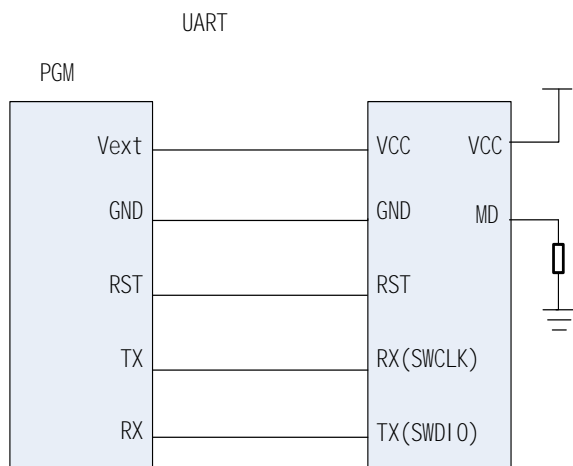 UART
PGM
Vext VCC VCC
GND GND MD
RST RST
TX RX(SWCLK)
RX TX(SWDIO)